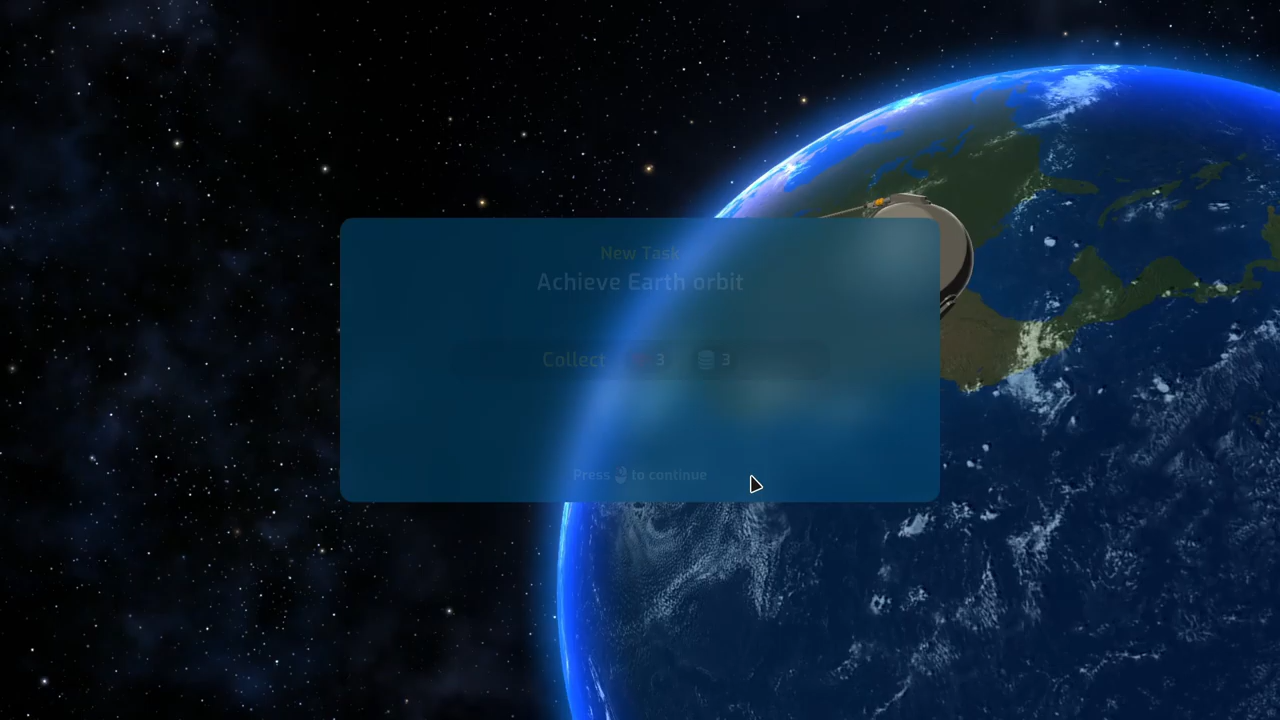 New Task
Achieve Earth orbit
Collect 3 3
Press to continue